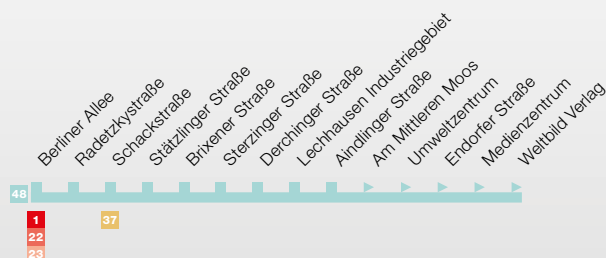 Berliner Allee
Radetzkystraße
Schackstraße
Stätzlinger Straße
Brixener Straße
Sterzinger Straße
Derchinger Straße
Lechhausen Industriegebiet
Aindlinger Straße
Am Mittleren Moos
Umweltzentrum
Endorfer Straße
Medienzentrum
Weltbild Verlag
48
1
37
22
23